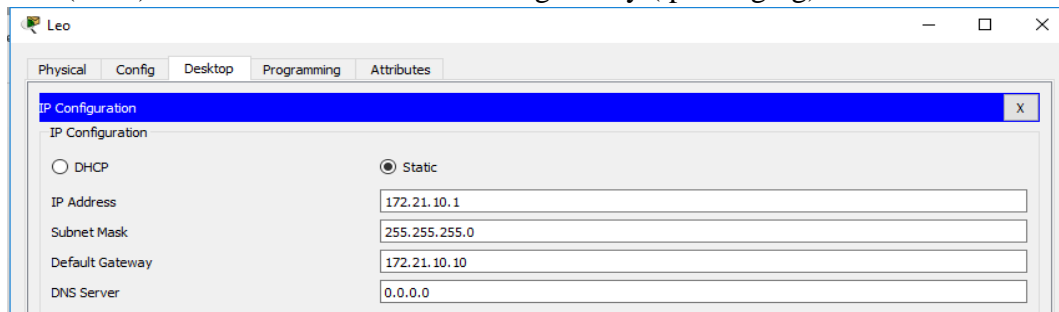 Leo
Physical Config Desktop Programming Attributes
IP Configuration X
IP Configuration
DHCP Static
IP Address 172.21.10.1
Subnet Mask 255.255.255.0
Default Gateway 172.21.10.10
DNS Server 0.0.0.0